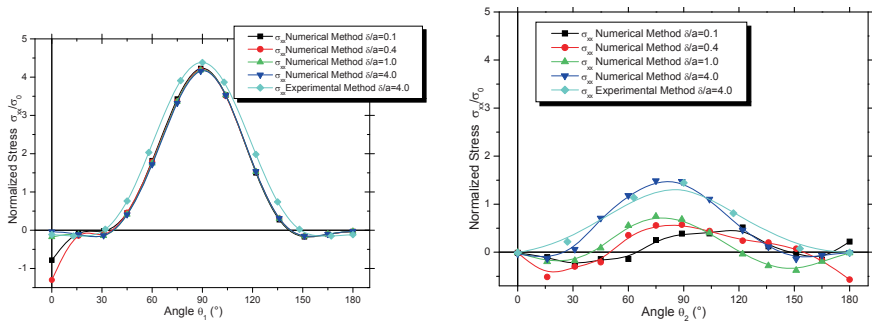 σxx Numerical Method δ/a=0.1
σxx Numerical Method δ/a=0.4
σxx Numerical Method δ/a=1.0
σxx Numerical Method δ/a=4.0
σxx Experimental Method δ/a=4.0
Normalized Stress σxx/σ0
5
4
3
2
1
0
-1
0
30
60
90
120
150
180
Angle θ1 (°)
σxx Numerical Method δ/a=0.1
σxx Numerical Method δ/a=0.4
σxx Numerical Method δ/a=1.0
σxx Numerical Method δ/a=4.0
σxx Experimental Method δ/a=4.0
Normalized Stress σxx/σ0
5
4
3
2
1
0
0
30
60
90
120
150
180
Angle θ2 (°)